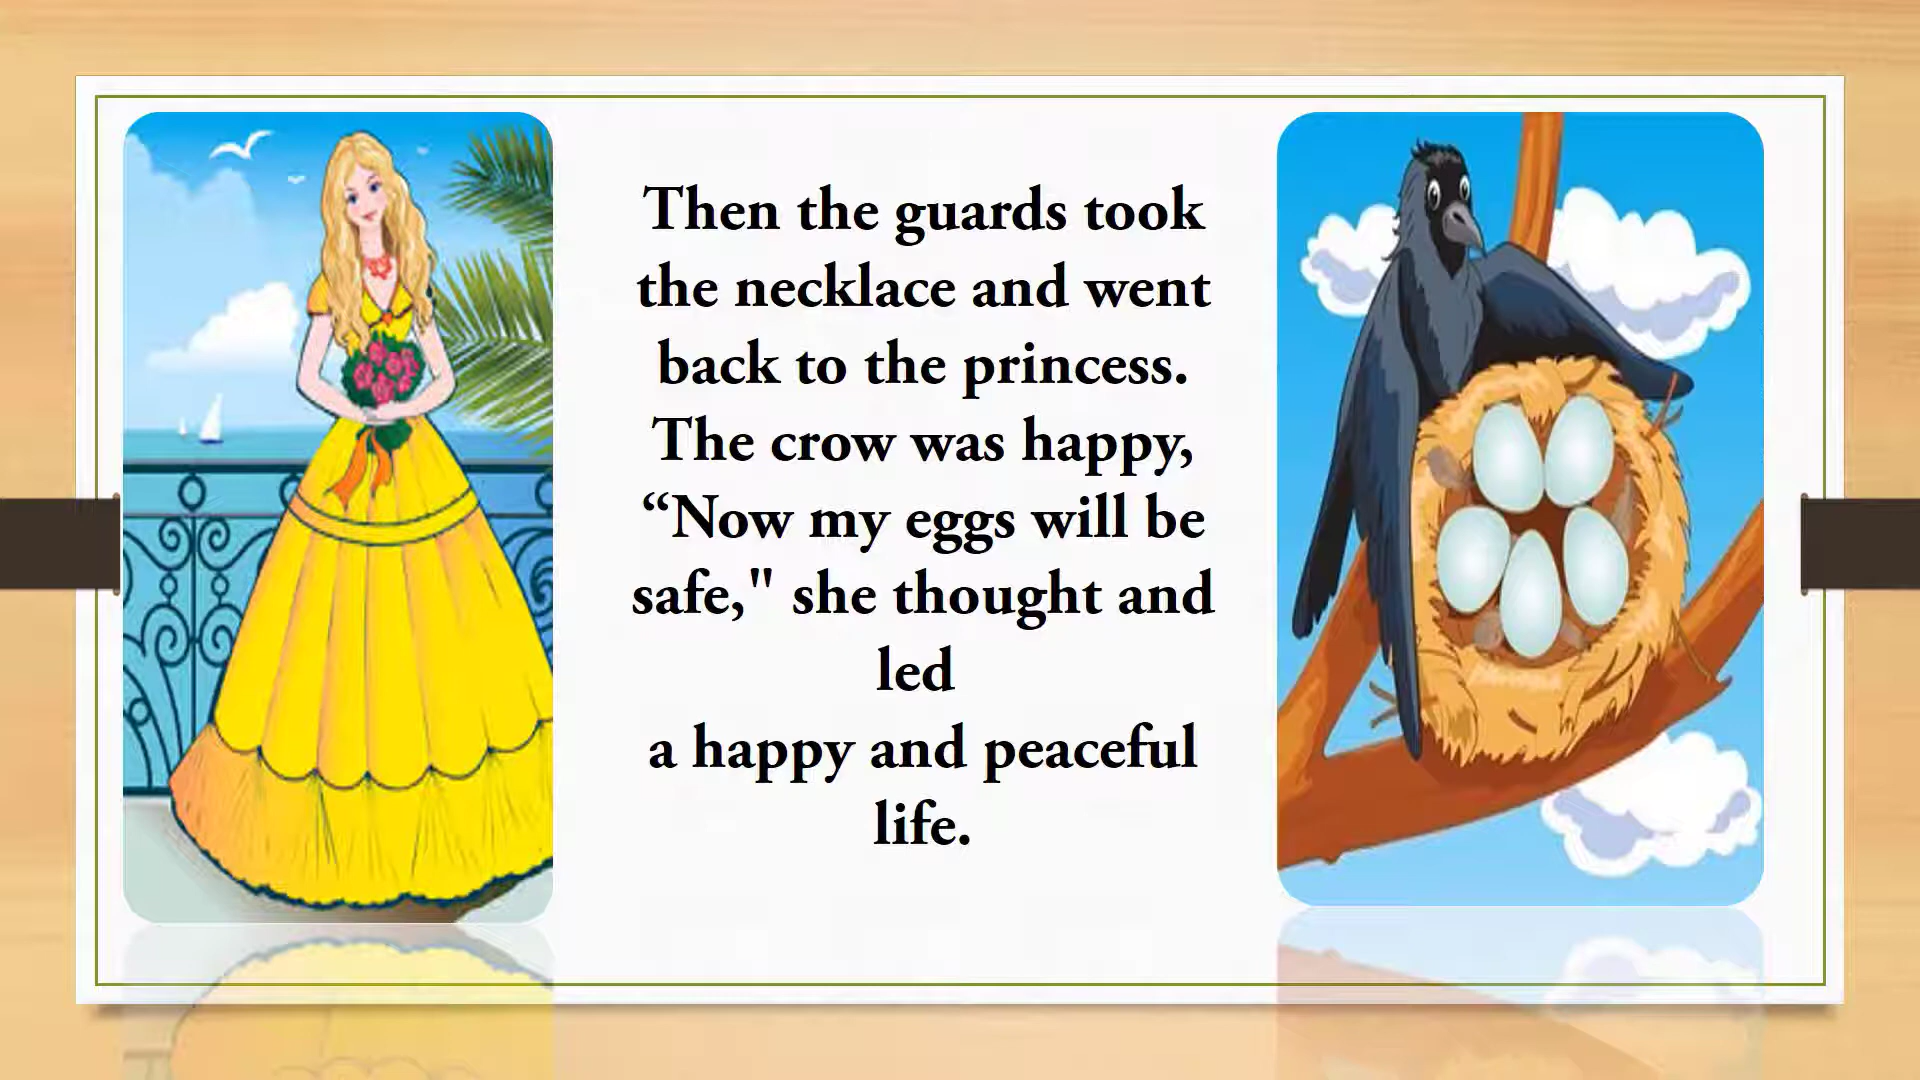 Then the guards took
the necklace and went
back to the princess.
The crow was happy,
“Now my eggs will be
safe," she thought and
led
a happy and peaceful
life.